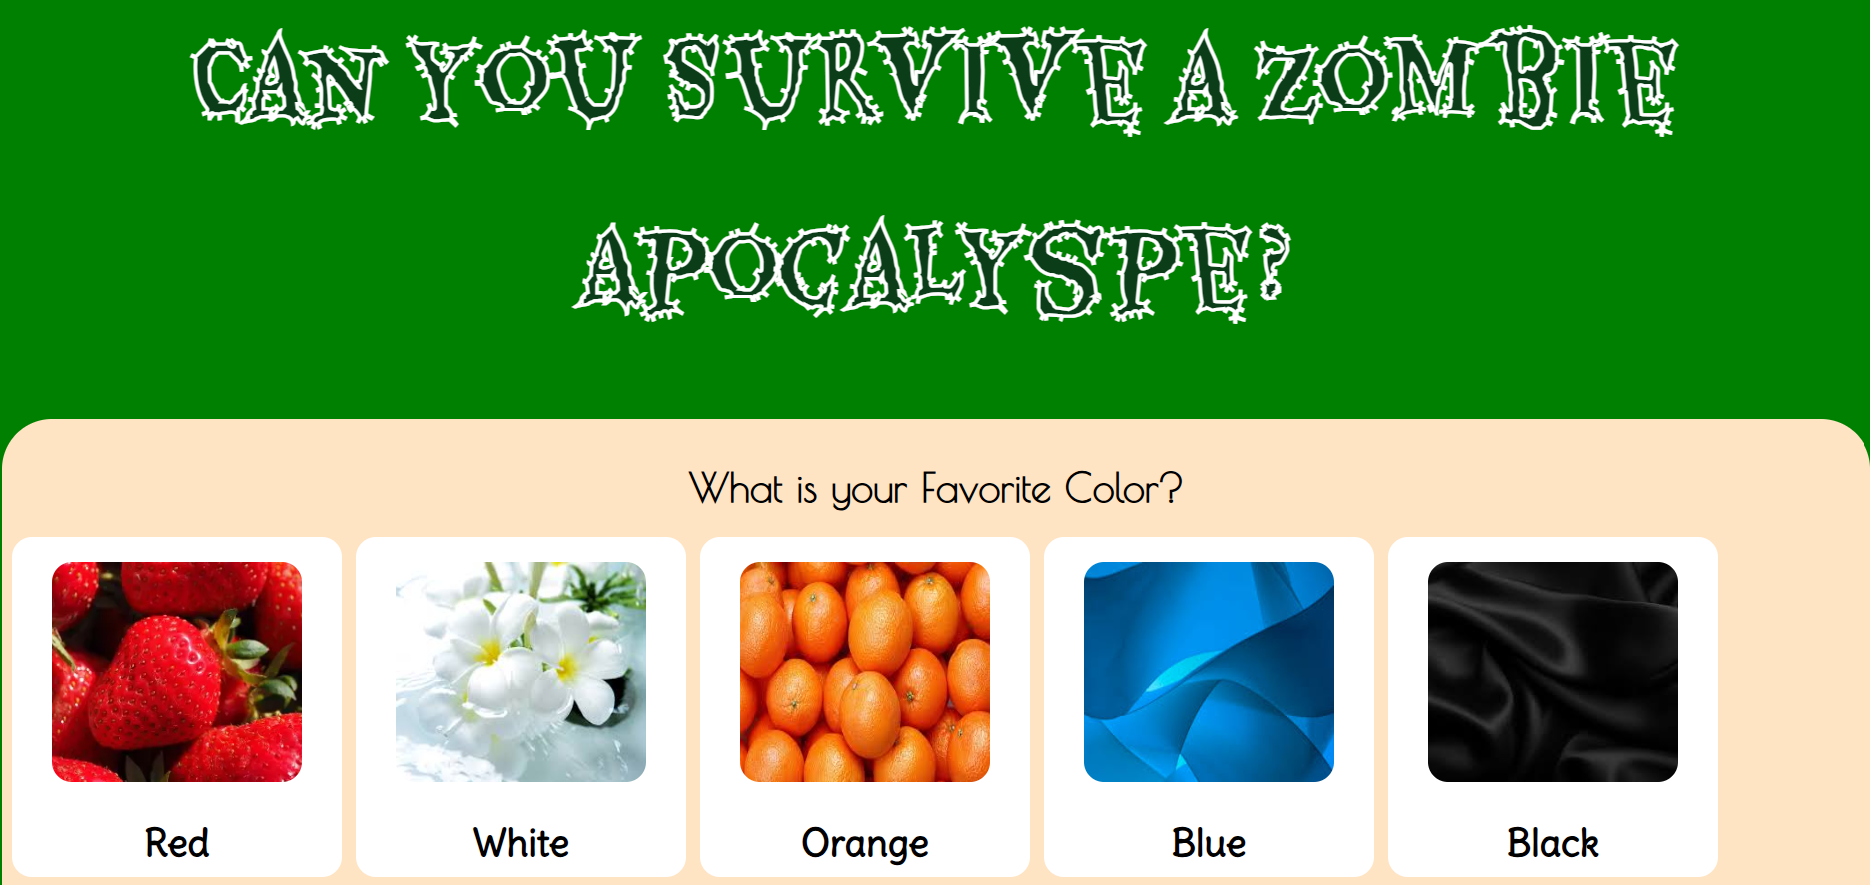 CAN YOU SURVIVE A ZOMBIE
APOCALYSPE?
What is your Favorite Color?
Red
White
Orange
Blue
Black